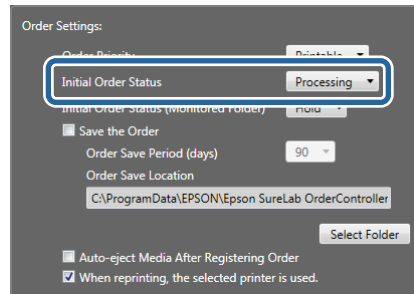 Order Settings:
Order Priority Printable
Initial Order Status Processing
Initial Order Status (Monitored Folder) Hold
Save the Order
Order Save Period (days) 90
Order Save Location
C:\ProgramData\EPSON\Epson SureLab OrderController
Select Folder
Auto-eject Media After Registering Order
When reprinting, the selected printer is used.